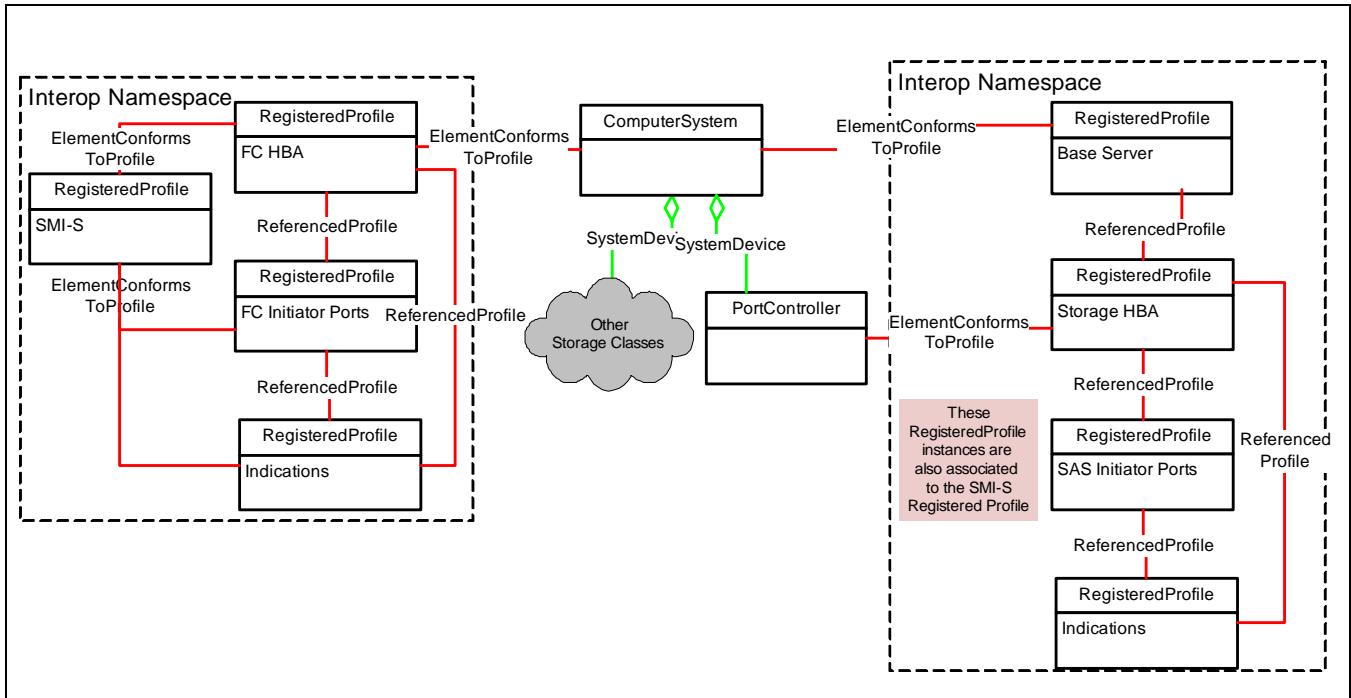 Interop Namespace
RegisteredProfile
FC HBA
ElementConforms
ToProfile
RegisteredProfile
SMI-S
ElementConforms
ToProfile
ReferencedProfile
RegisteredProfile
FC Initiator Ports
ReferencedProfile
ReferencedProfile
RegisteredProfile
Indications
ElementConforms
ToProfile
ComputerSystem
SystemDevi
SystemDevice
Other
Storage Classes
PortController
ElementConforms
ToProfile
ElementConforms
ToProfile
Interop Namespace
RegisteredProfile
Base Server
ReferencedProfile
RegisteredProfile
Storage HBA
ReferencedProfile
These
RegisteredProfile
instances are
also associated
to the SMI-S
Registered Profile
RegisteredProfile
SAS Initiator Ports
Referenced
Profile
ReferencedProfile
RegisteredProfile
Indications